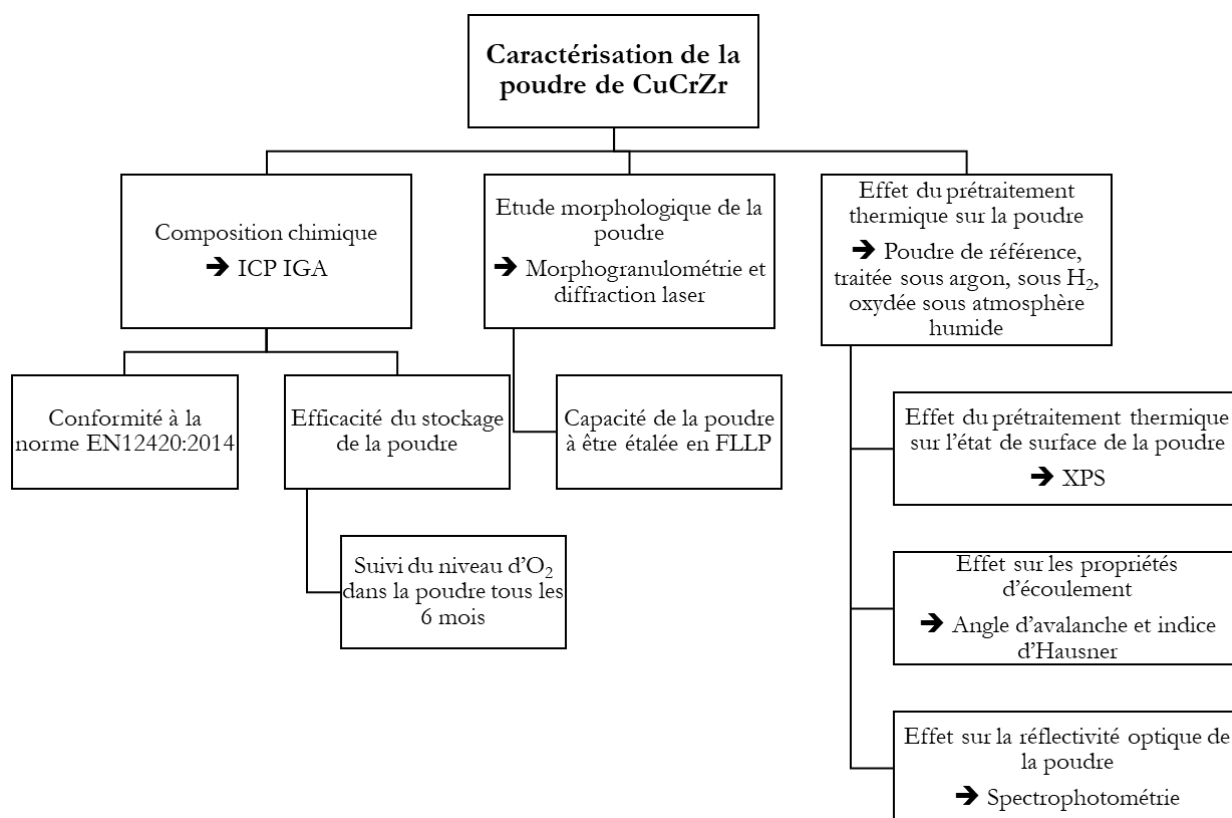 Caractérisation de la
poudre de CuCrZr
Composition chimique
➔ ICP IGA
Etude morphologique de la
poudre
➔ Morphogranulométrie et
diffraction laser
Effet du prétraitement
thermique sur la poudre
➔ Poudre de référence,
traitée sous argon, sous H₂,
oxydée sous atmosphère
humide
Conformité à la
norme EN12420:2014
Efficacité du stockage
de la poudre
Capacité de la poudre
à être étalée en FLLP
Effet du prétraitement thermique
sur l’état de surface de la poudre
➔ XPS
Suivi du niveau d’O₂
dans la poudre tous les
6 mois
Effet sur les propriétés
d’écoulement
➔ Angle d’avalanche et indice
d’Hausner
Effet sur la réflectivité optique de
la poudre
➔ Spectrophotométrie